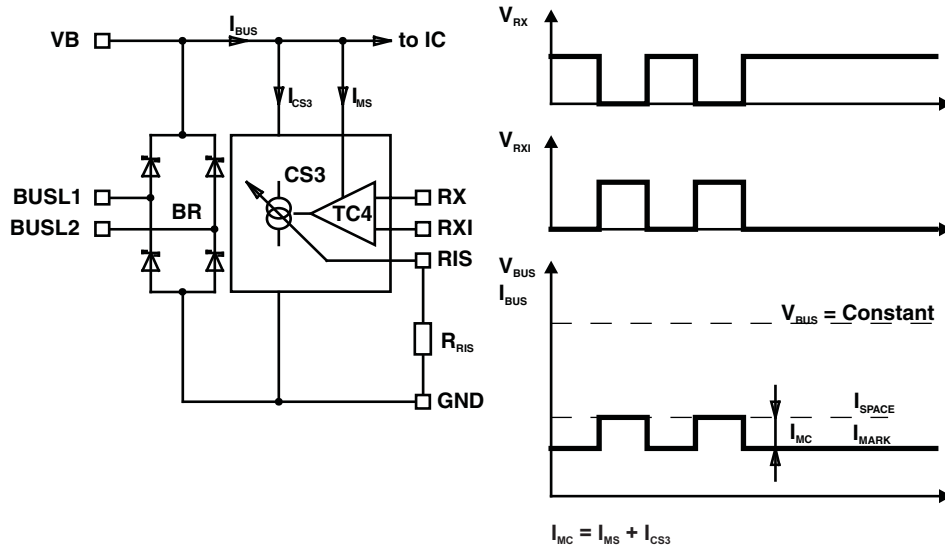 VB
I_BUS
to IC
I_CS3
I_MS
CS3
BUSL1
BR
TC4
RX
BUSL2
RXI
RIS
R_RIS
GND
V_RX
V_RXI
V_BUS
I_BUS
V_BUS = Constant
I_SPACE
I_MC
I_MARK
I_MC = I_MS + I_CS3